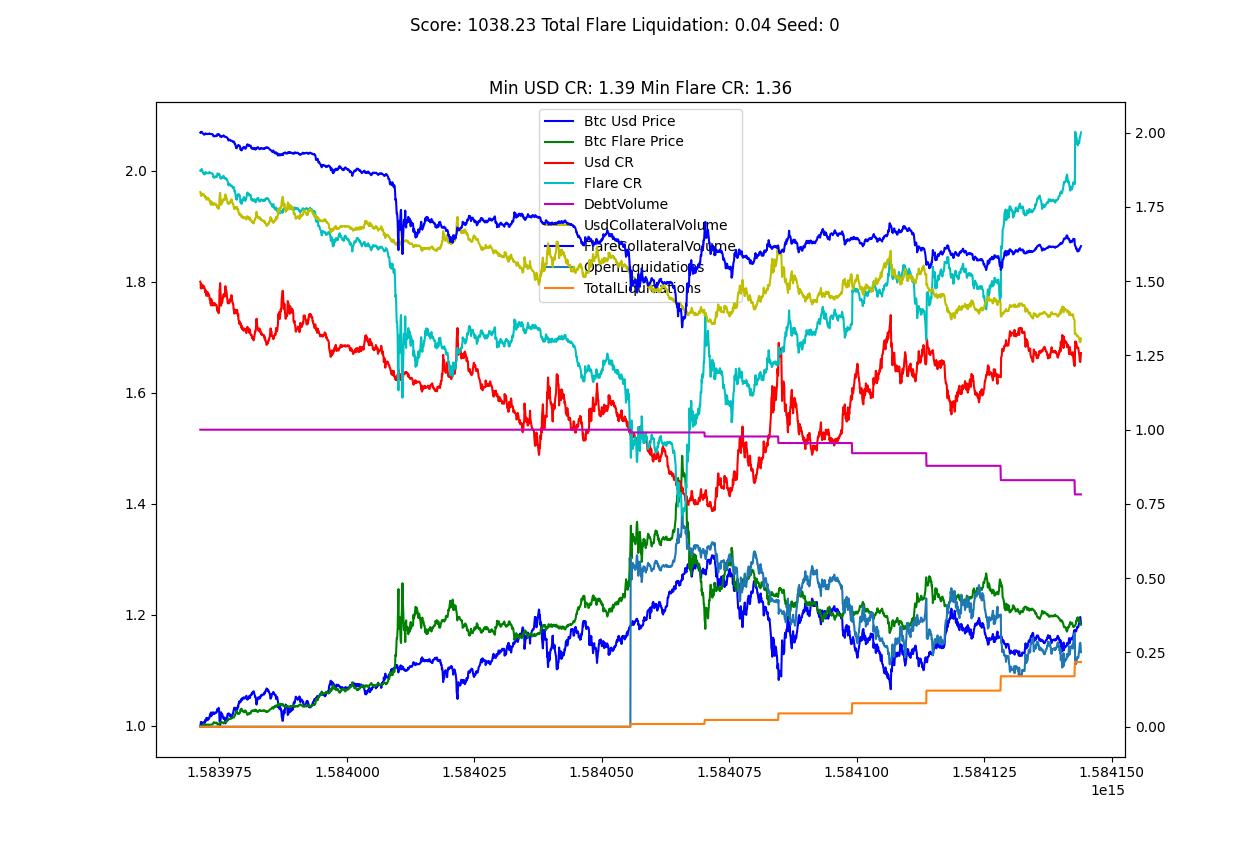 Score: 1038.23 Total Flare Liquidation: 0.04 Seed: 0
Min USD CR: 1.39 Min Flare CR: 1.36
Btc Usd Price
Btc Flare Price
Usd CR
Flare CR
DebtVolume
UsdCollateralVolume
FlareCollateralVolume
OpenLiquidations
TotalLiquidations
2.0
1.8
1.6
1.4
1.2
1.0
2.00
1.75
1.50
1.25
1.00
0.75
0.50
0.25
0.00
1.583975 1.584000 1.584025 1.584050 1.584075 1.584100 1.584125 1.584150
1e15